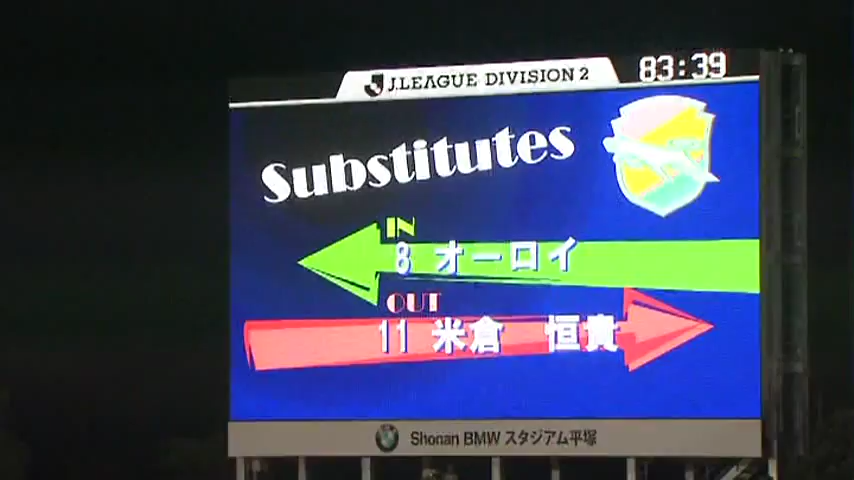 J.LEAGUE DIVISION 2
83:39
Substitutes
IN
8 オーロイ
OUT
11 米倉 恒貴
Shonan BMW スタジアム平塚